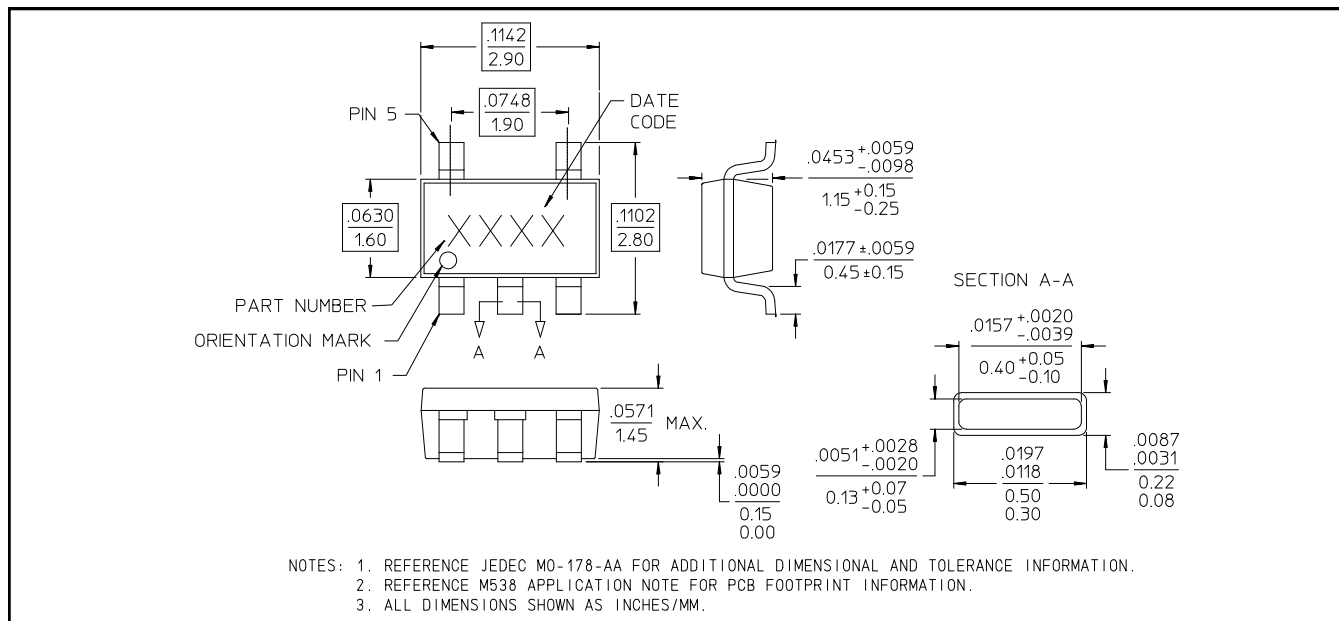 .1142
2.90
.0748
1.90
PIN 5
DATE
CODE
.0630
1.60
XXXX
.1102
2.80
PART NUMBER
ORIENTATION MARK
PIN 1
A
A
.0453 +.0059
-.0098
1.15 +0.15
-0.25
.0177 ±.0059
0.45 ±0.15
SECTION A-A
.0157 +.0020
-.0039
0.40 +0.05
-0.10
.0571
1.45
MAX.
.0059
.0000
0.15
0.00
.0051 +.0028
-.0020
0.13 +0.07
-0.05
.0197
.0118
0.50
0.30
.0087
.0031
0.22
0.08
NOTES: 1. REFERENCE JEDEC MO-178-AA FOR ADDITIONAL DIMENSIONAL AND TOLERANCE INFORMATION.
2. REFERENCE M538 APPLICATION NOTE FOR PCB FOOTPRINT INFORMATION.
3. ALL DIMENSIONS SHOWN AS INCHES/MM.